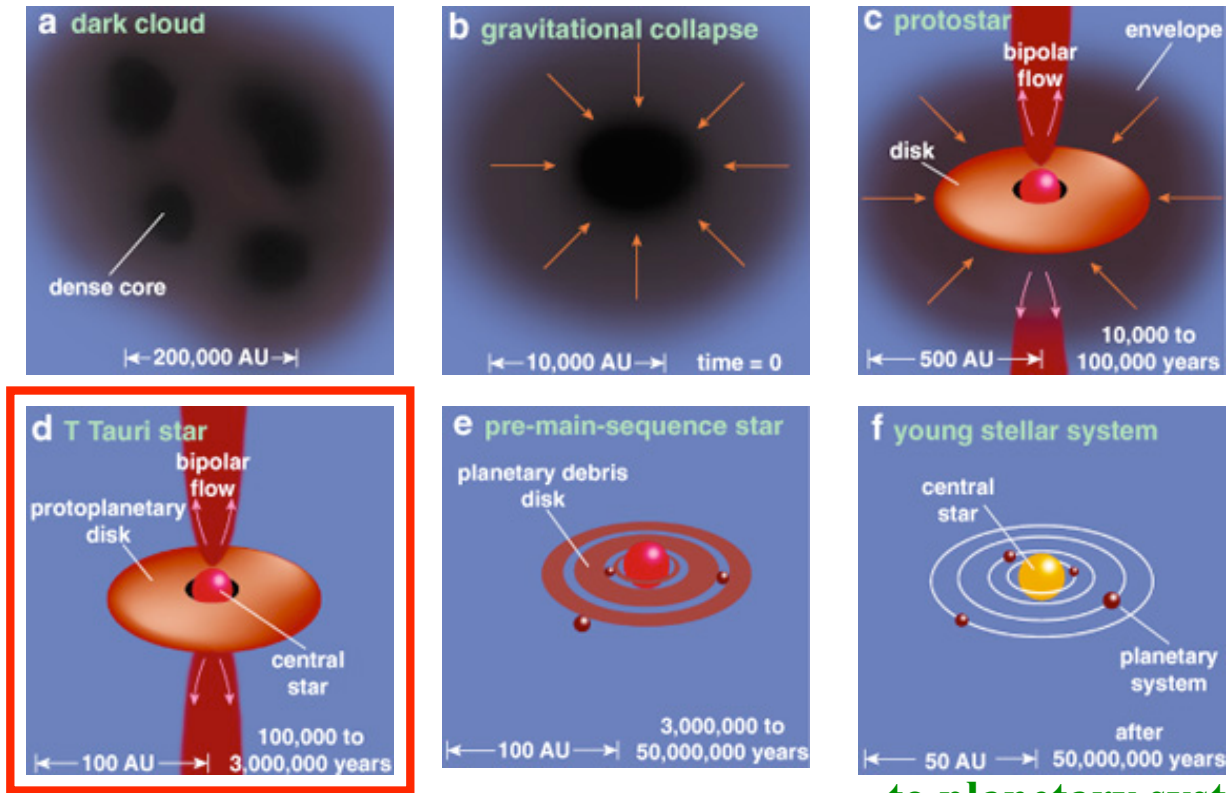 a dark cloud
dense core
200,000 AU
b gravitational collapse
10,000 AU
time = 0
c protostar
envelope
bipolar
flow
disk
500 AU
10,000 to
100,000 years
d T Tauri star
bipolar
flow
protoplanetary
disk
central
star
100 AU
100,000 to
3,000,000 years
e pre-main-sequence star
planetary debris
disk
100 AU
3,000,000 to
50,000,000 years
f young stellar system
central
star
planetary
system
50 AU
after
50,000,000 years
to planetary